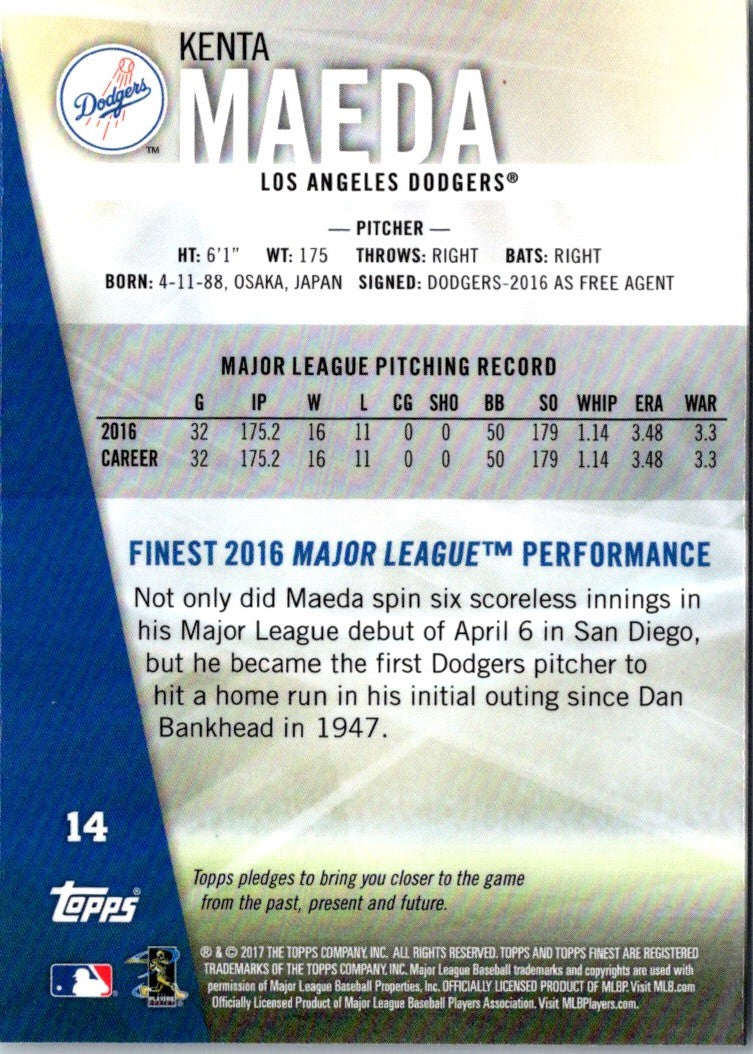 KENTA
Dodgers
MAEDA
TM
LOS ANGELES DODGERS®
— PITCHER —
HT: 6'1" WT: 175 THROWS: RIGHT BATS: RIGHT
BORN: 4-11-88, OSAKA, JAPAN SIGNED: DODGERS-2016 AS FREE AGENT
MAJOR LEAGUE PITCHING RECORD
G IP W L CG SHO BB SO WHIP ERA WAR
2016 32 175.2 16 11 0 0 50 179 1.14 3.48 3.3
CAREER 32 175.2 16 11 0 0 50 179 1.14 3.48 3.3
FINEST 2016 MAJOR LEAGUE™ PERFORMANCE
Not only did Maeda spin six scoreless innings in
his Major League debut of April 6 in San Diego,
but he became the first Dodgers pitcher to
hit a home run in his initial outing since Dan
Bankhead in 1947.
14
Topps®
Topps pledges to bring you closer to the game
from the past, present and future.
® & © 2017 THE TOPPS COMPANY, INC. ALL RIGHTS RESERVED. TOPPS AND TOPPS FINEST ARE REGISTERED
TRADEMARKS OF THE TOPPS COMPANY, INC. Major League Baseball trademarks and copyrights are used with
permission of Major League Baseball Properties, Inc. OFFICIALLY LICENSED PRODUCT OF MLBP. Visit MLB.com
Officially Licensed Product of Major League Baseball Players Association. Visit MLBPlayers.com.
PLAYERS